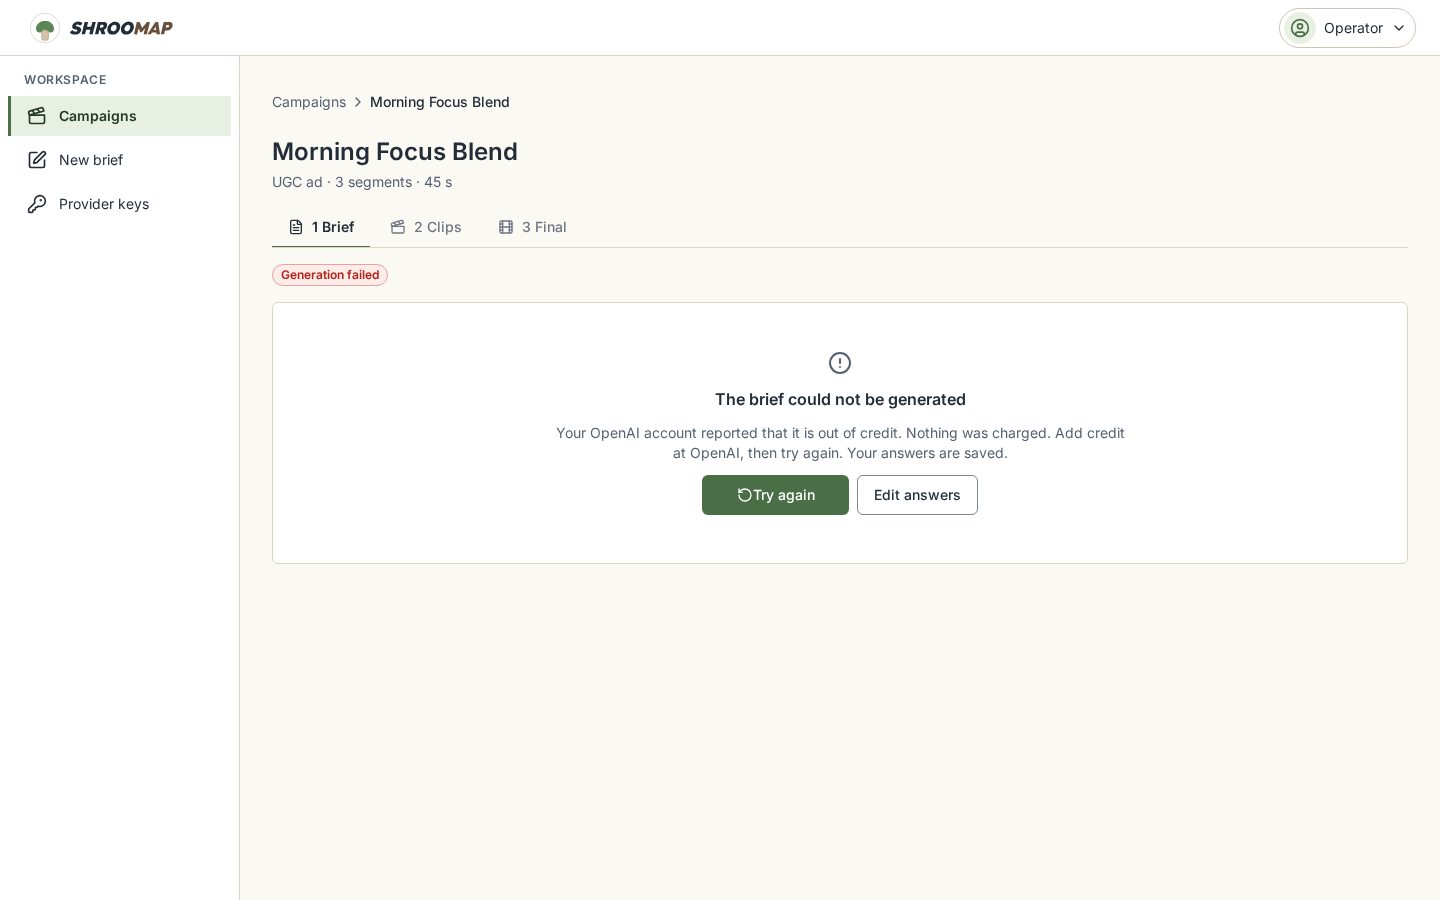 SHROOMAP
Operator
WORKSPACE
Campaigns
New brief
Provider keys
Campaigns > Morning Focus Blend
Morning Focus Blend
UGC ad · 3 segments · 45 s
1 Brief
2 Clips
3 Final
Generation failed
The brief could not be generated
Your OpenAI account reported that it is out of credit. Nothing was charged. Add credit
at OpenAI, then try again. Your answers are saved.
Try again
Edit answers